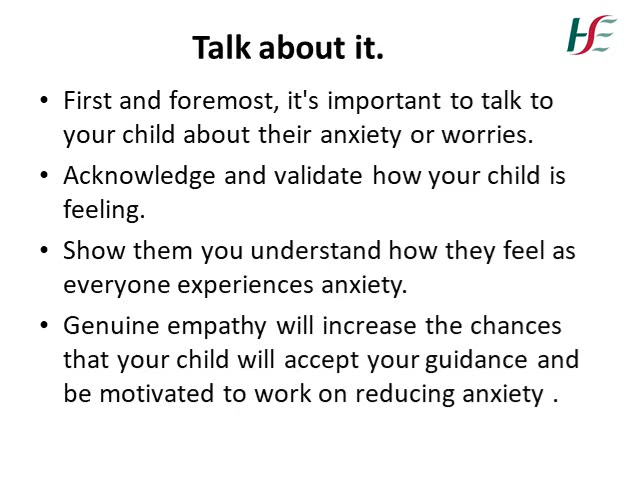 Talk about it.
HSE
• First and foremost, it's important to talk to
your child about their anxiety or worries.
• Acknowledge and validate how your child is
feeling.
• Show them you understand how they feel as
everyone experiences anxiety.
• Genuine empathy will increase the chances
that your child will accept your guidance and
be motivated to work on reducing anxiety .